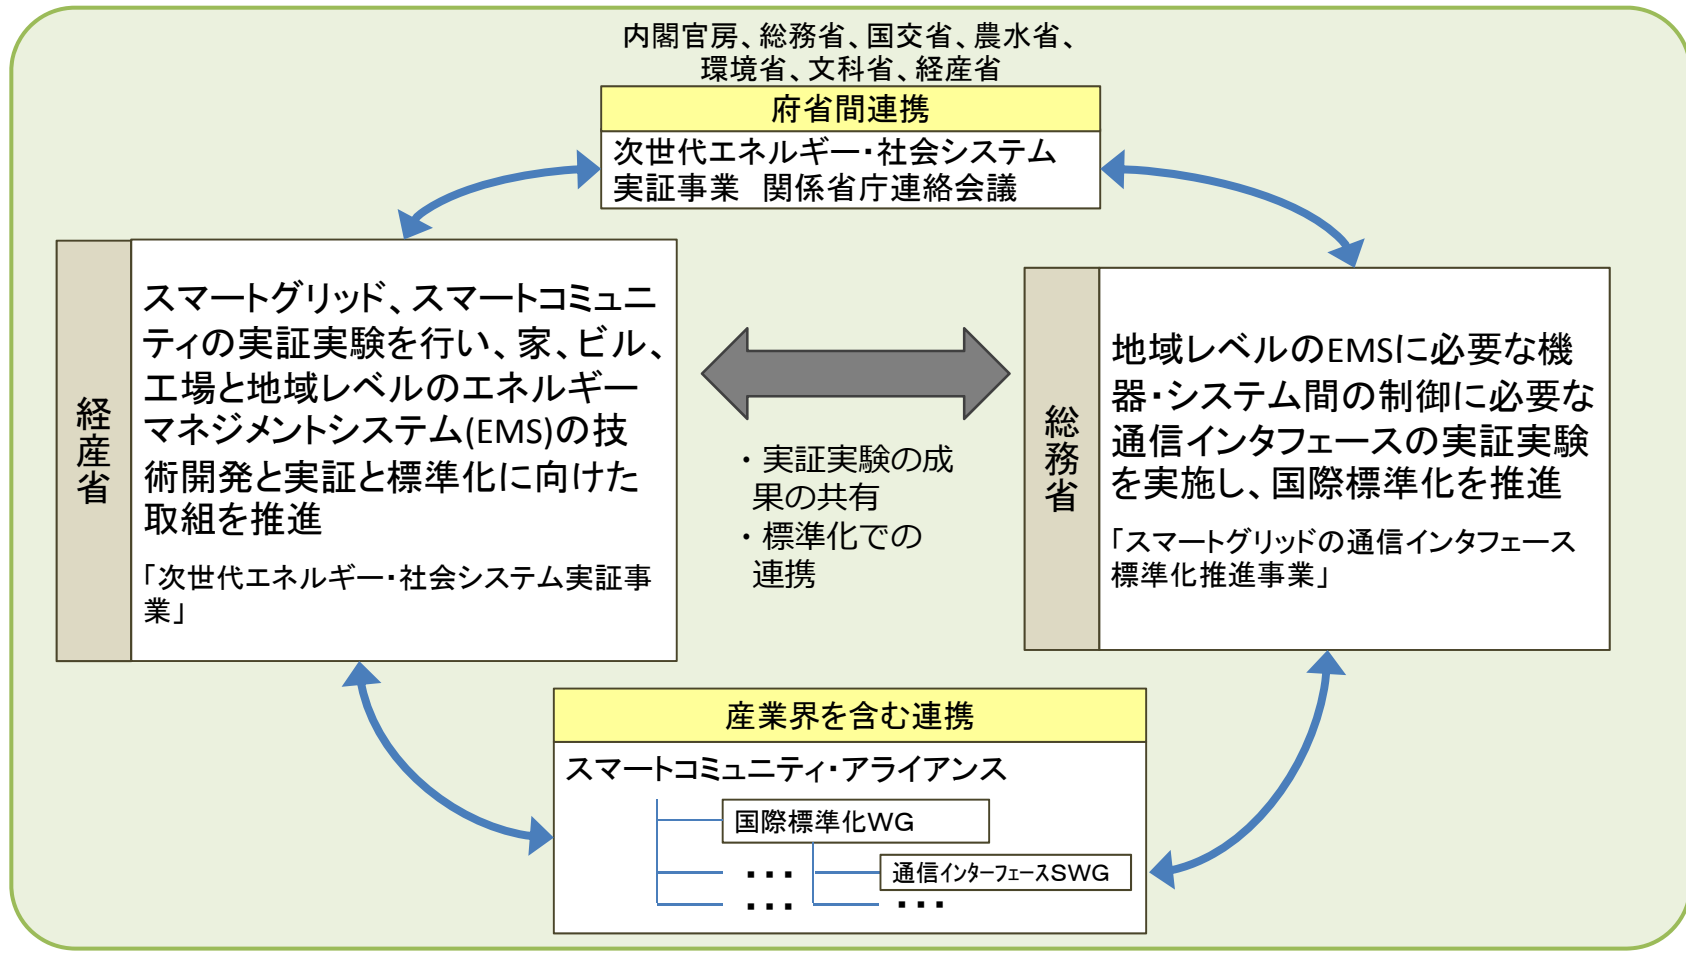 内閣官房、総務省、国交省、農水省、
環境省、文科省、経産省
府省間連携
次世代エネルギー・社会システム
実証事業　関係省庁連絡会議
経産省
スマートグリッド、スマートコミュニ
ティの実証実験を行い、家、ビル、
工場と地域レベルのエネルギー
マネジメントシステム(EMS)の技
術開発と実証と標準化に向けた
取組を推進
「次世代エネルギー・社会システム実証事
業」
・実証実験の成
果の共有
・標準化での
連携
総務省
地域レベルのEMSに必要な機
器・システム間の制御に必要な
通信インタフェースの実証実験
を実施し、国際標準化を推進
「スマートグリッドの通信インタフェース
標準化推進事業」
産業界を含む連携
スマートコミュニティ・アライアンス
国際標準化WG
・・・
通信インターフェースSWG
・・・
・・・